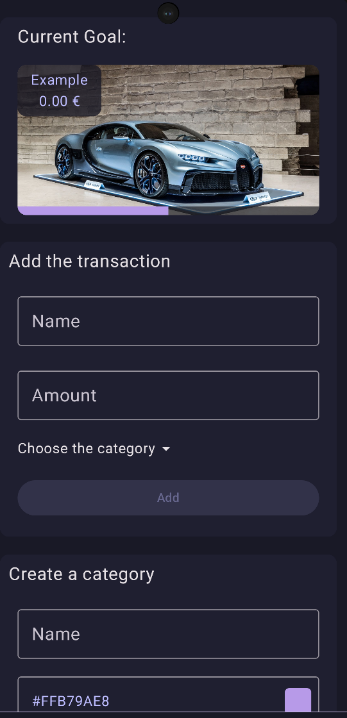 Current Goal:
Example
0.00 €
Add the transaction
Name
Amount
Choose the category
Add
Create a category
Name
#FFB79AE8